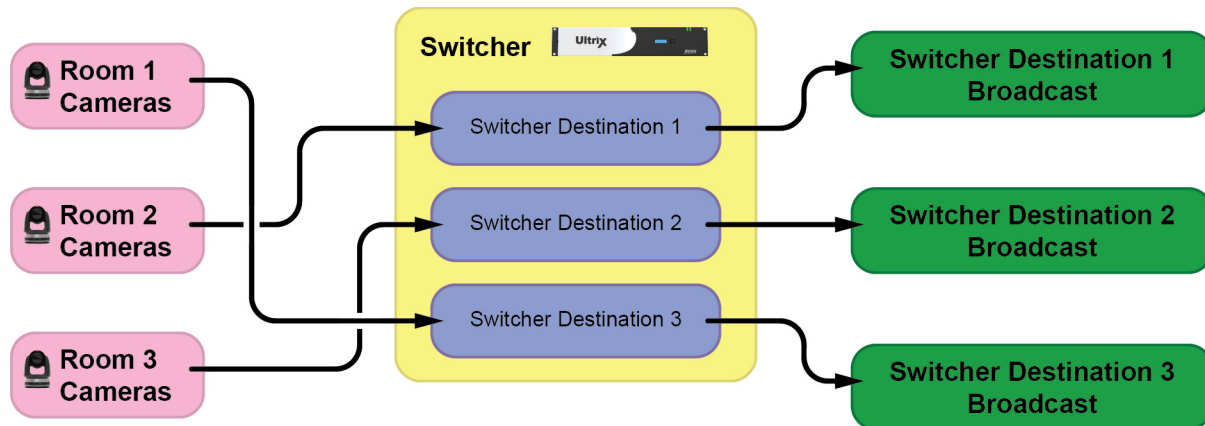 Room 1
Cameras
Room 2
Cameras
Room 3
Cameras
Switcher
Ultrix
Switcher Destination 1
Switcher Destination 2
Switcher Destination 3
Switcher Destination 1
Broadcast
Switcher Destination 2
Broadcast
Switcher Destination 3
Broadcast